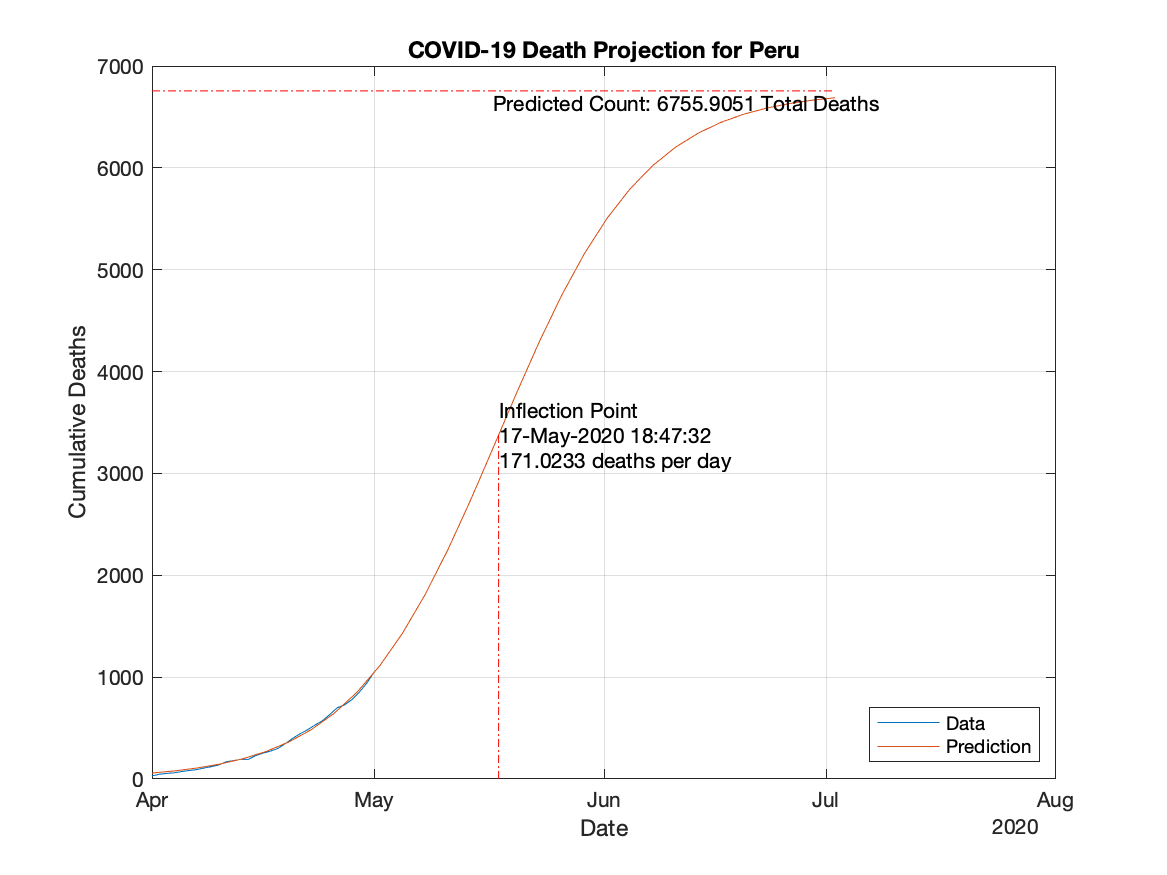 COVID-19 Death Projection for Peru
7000
Predicted Count: 6755.9051 Total Deaths
6000
5000
4000
Inflection Point
17-May-2020 18:47:32
171.0233 deaths per day
3000
2000
1000
0
Cumulative Deaths
Data
Prediction
Apr May Jun Jul Aug
Date
2020